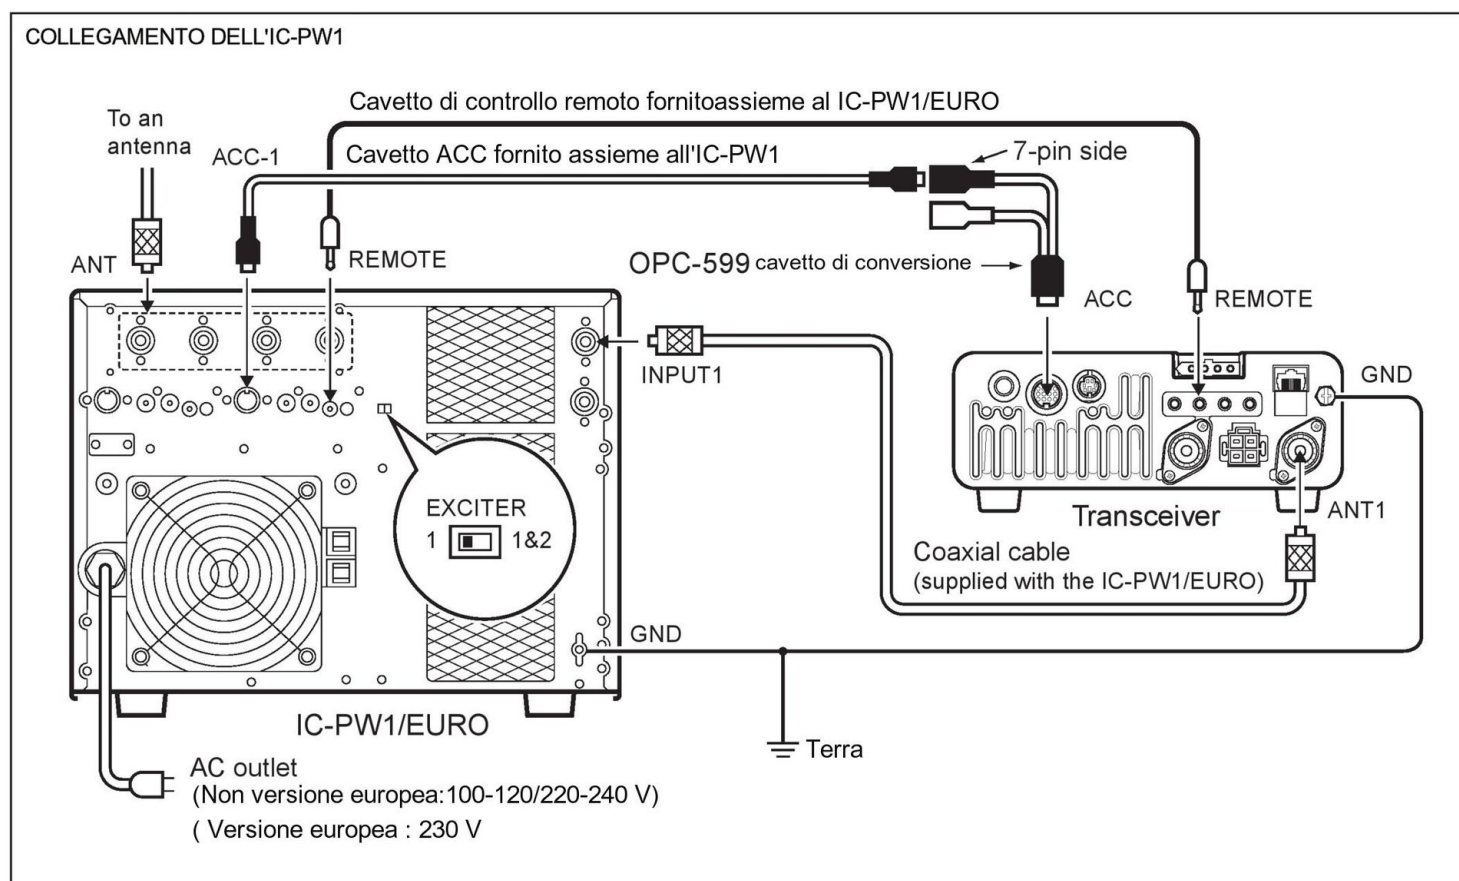 COLLEGAMENTO DELL'IC-PW1
Cavetto di controllo remoto fornitoassieme al IC-PW1/EURO
To an
antenna
ACC-1
Cavetto ACC fornito assieme all'IC-PW1
7-pin side
ANT
REMOTE
OPC-599 cavetto di conversione
ACC
REMOTE
INPUT1
GND
EXCITER
1
1&2
Transceiver
ANT1
Coaxial cable
(supplied with the IC-PW1/EURO)
GND
IC-PW1/EURO
Terra
AC outlet
(Non versione europea:100-120/220-240 V)
( Versione europea : 230 V